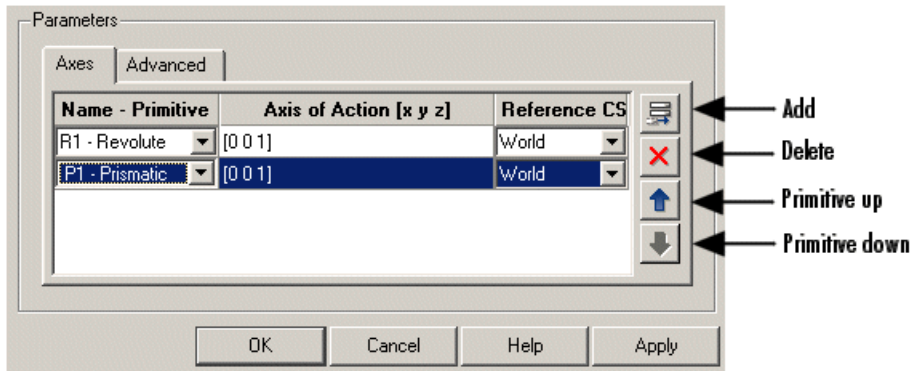 Parameters
Axes Advanced
Name - Primitive Axis of Action [x y z] Reference CS
R1 - Revolute [0 0 1] World
P1 - Prismatic [0 0 1] World
Add
Delete
Primitive up
Primitive down
OK Cancel Help Apply